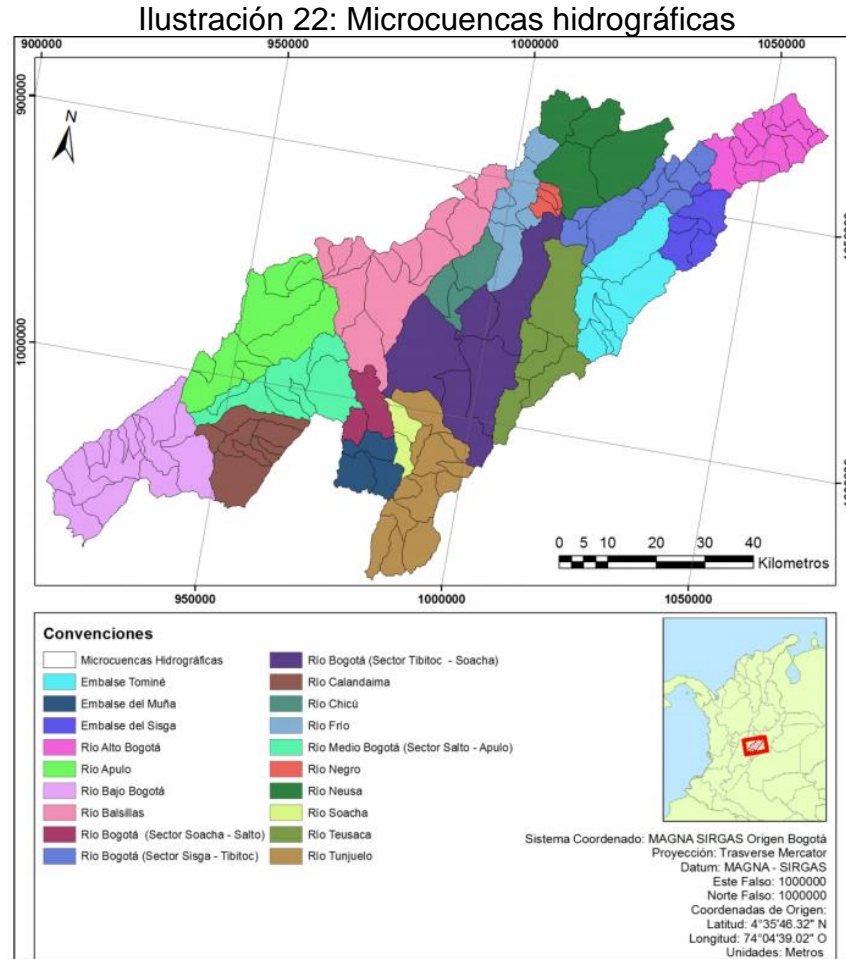 Ilustración 22: Microcuencas hidrográficas
900000
950000
1000000
1050000
900000
N
1000000
1050000
0 5 10 20 30 40
Kilometros
950000
1000000
1050000
Convenciones
Microcuencas Hidrográficas
Embalse Tominé
Embalse del Muña
Embalse del Sisga
Río Alto Bogotá
Río Apulo
Río Bajo Bogotá
Río Balsillas
Río Bogotá (Sector Soacha - Salto)
Río Bogotá (Sector Sisga - Tibitoc)
Río Bogotá (Sector Tibitoc - Soacha)
Río Calandaima
Río Chicú
Río Frío
Río Medio Bogotá (Sector Salto - Apulo)
Río Negro
Río Neusa
Río Soacha
Río Teusaca
Río Tunjuelo
Sistema Coordenado: MAGNA SIRGAS Origen Bogotá
Proyección: Trasverse Mercator
Datum: MAGNA - SIRGAS
Este Falso: 1000000
Norte Falso: 1000000
Coordenadas de Origen:
Latitud: 4°35'46.32" N
Longitud: 74°04'39.02" O
Unidades: Metros